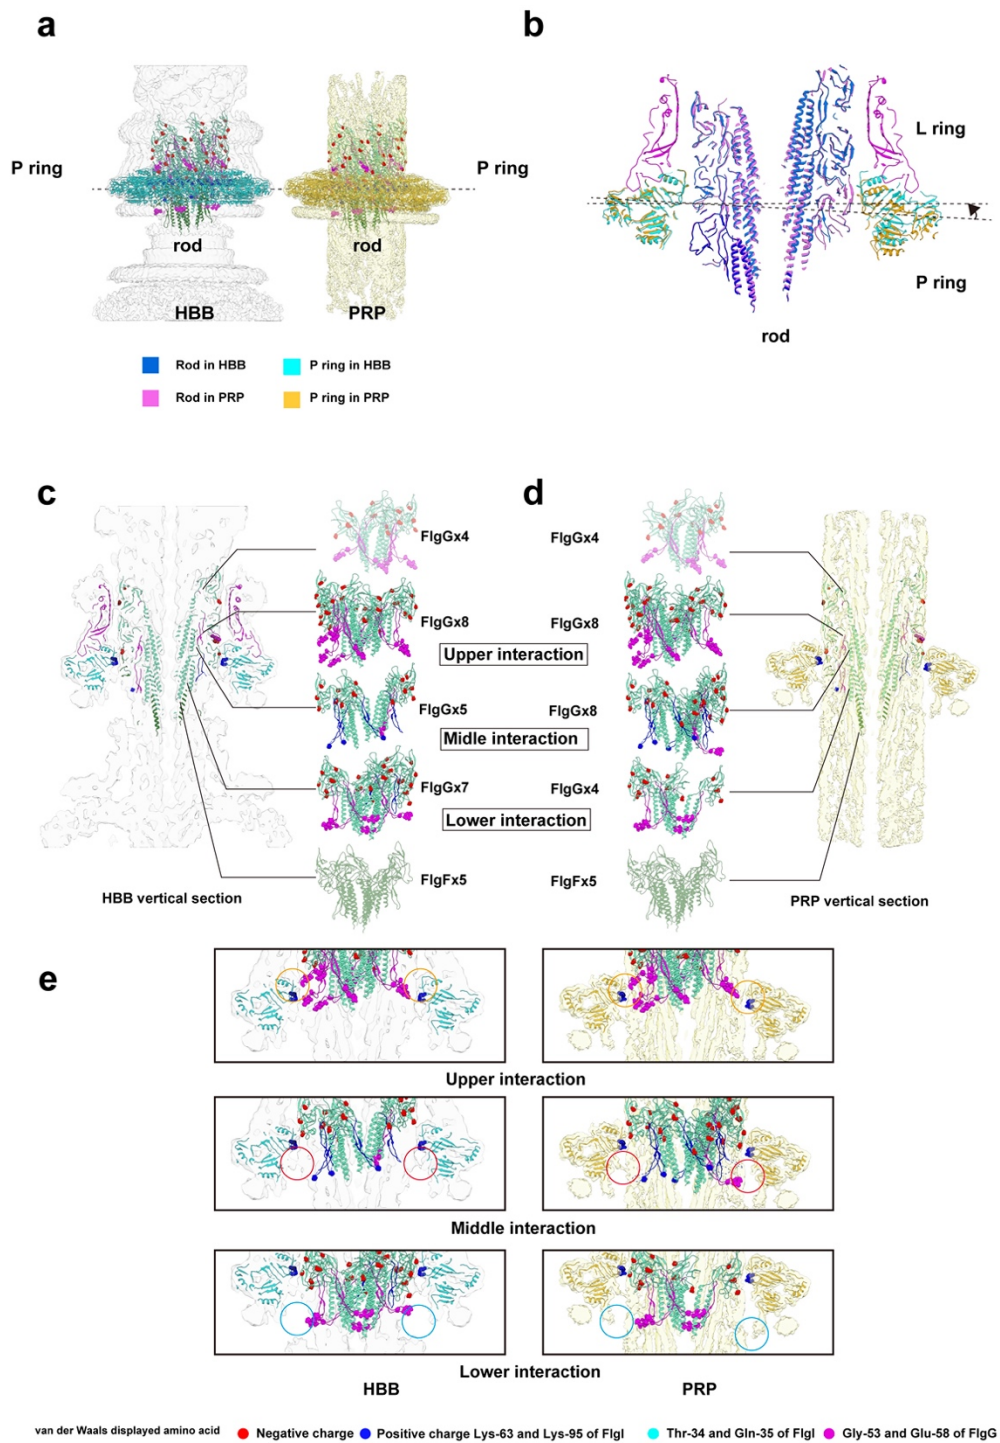 a
b
P ring
P ring
rod
rod
HBB
PRP
L ring
P ring
rod
Rod in HBB
P ring in HBB
Rod in PRP
P ring in PRP
c
d
FlgGx4
FlgGx4
FlgGx8
FlgGx8
Upper interaction
FlgGx5
FlgGx8
Midle interaction
FlgGx7
FlgGx4
Lower interaction
FlgFx5
FlgFx5
HBB vertical section
PRP vertical section
e
Upper interaction
Middle interaction
Lower interaction
HBB
PRP
van der Waals displayed amino acid Negative charge Positive charge Lys-63 and Lys-95 of FlgI Thr-34 and Gln-35 of FlgI Gly-53 and Glu-58 of FlgG